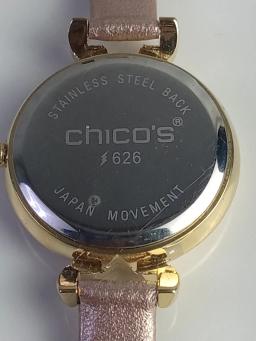 STAINLESS STEEL BACK
chico's®
⚡626
JAPAN MOVEMENT